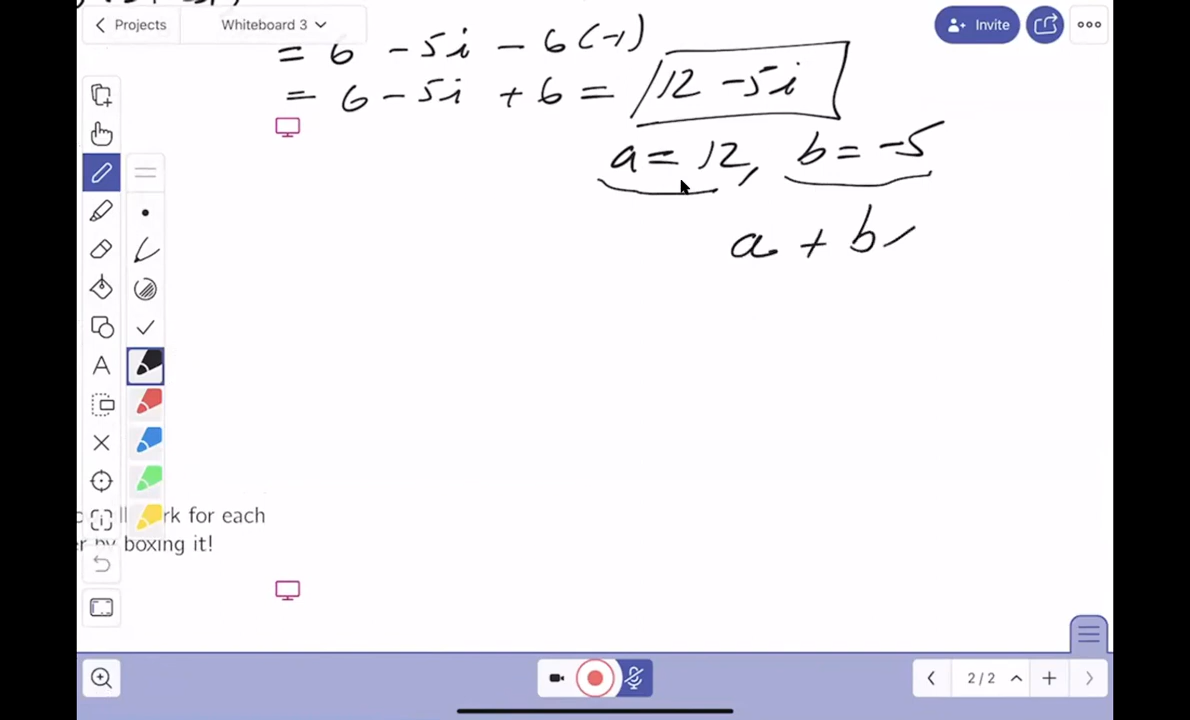 Projects
Whiteboard 3
Invite
= 6 - 5i - 6(-1)
= 6 - 5i + 6 = 12 - 5i
a = 12, b = -5
a + b
A
rk for each
by boxing it!
2/2